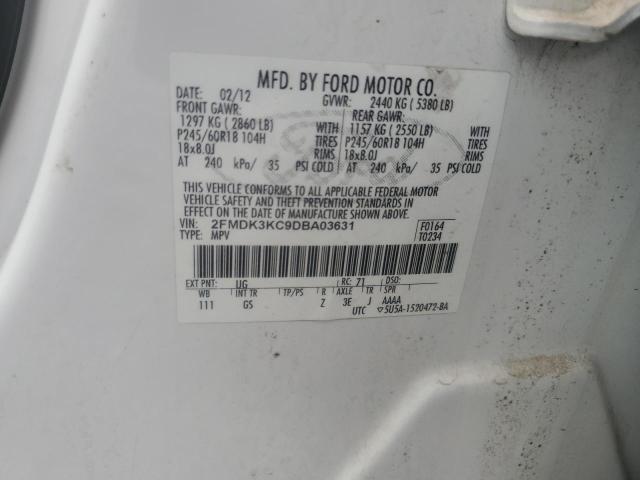 MFD. BY FORD MOTOR CO.
DATE: 02/12 GVWR: 2440 KG ( 5380 LB)
FRONT GAWR: REAR GAWR:
1297 KG ( 2860 LB) WITH 1157 KG ( 2550 LB) WITH
P245/60R18 104H TIRES P245/60R18 104H TIRES
18x8.0J RIMS 18x8.0J RIMS
AT 240 kPa/ 35 PSI COLD AT 240 kPa/ 35 PSI COLD
THIS VEHICLE CONFORMS TO ALL APPLICABLE FEDERAL MOTOR
VEHICLE SAFETY AND THEFT PREVENTION STANDARDS IN
EFFECT ON THE DATE OF MANUFACTURE SHOWN ABOVE.
VIN: 2FMDK3KC9DBA03631 F0164
TYPE: MPV T0234
EXT PNT: UG RC: 71 DSO:
WB INT TR TP/PS R AXLE TR SPR
111 GS Z 3E J AAAA
UTC ▽5U5A-1520472-BA